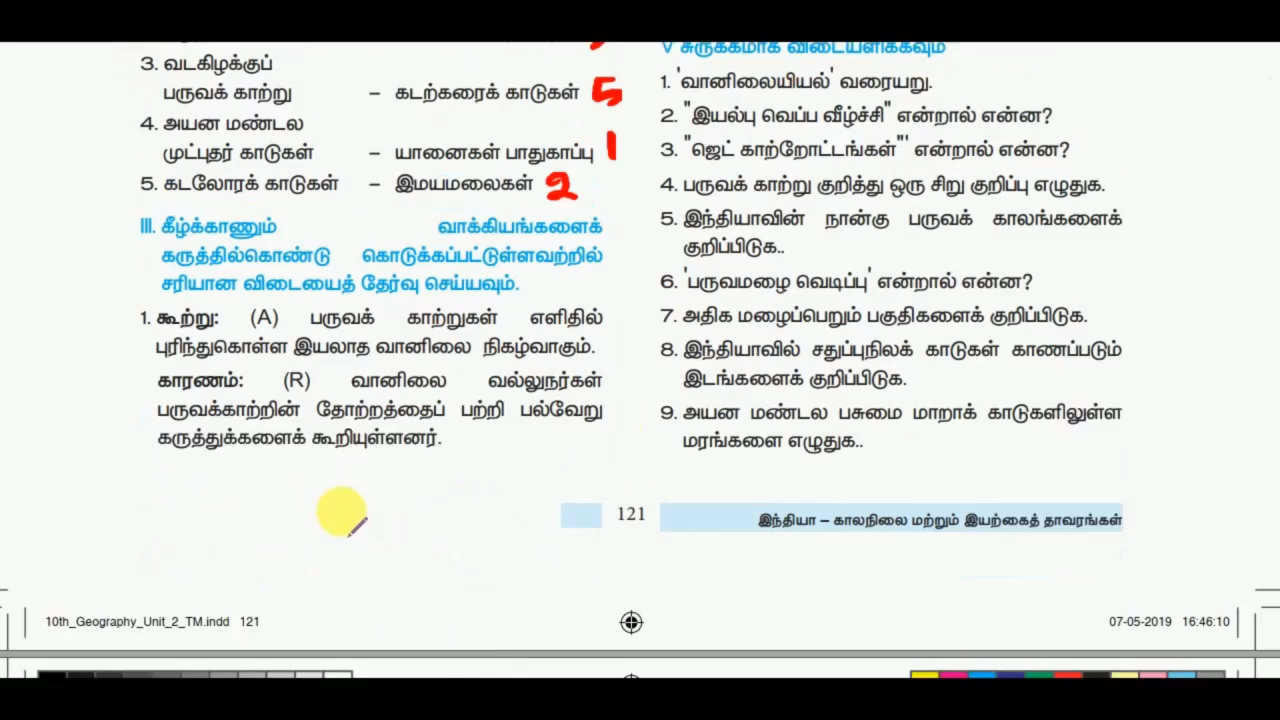 3. வடகிழக்குப்
பருவக் காற்று – கடற்கரைக் காடுகள் 5
4. அயன மண்டல
முட்புதர் காடுகள் – யானைகள் பாதுகாப்பு 1
5. கடலோரக் காடுகள் – இமயமலைகள் 2
III. கீழ்க்காணும் வாக்கியங்களைக்
கருத்தில்கொண்டு கொடுக்கப்பட்டுள்ளவற்றில்
சரியான விடையைத் தேர்வு செய்யவும்.
1. கூற்று: (A) பருவக் காற்றுகள் எளிதில்
புரிந்துகொள்ள இயலாத வானிலை நிகழ்வாகும்.
காரணம்: (R) வானிலை வல்லுநர்கள்
பருவக்காற்றின் தோற்றத்தைப் பற்றி பல்வேறு
கருத்துக்களைக் கூறியுள்ளனர்.
V சுருக்கமாக விடையளிக்கவும்
1. 'வானிலையியல்' வரையறு.
2. "இயல்பு வெப்ப வீழ்ச்சி" என்றால் என்ன?
3. "ஜெட் காற்றோட்டங்கள்"' என்றால் என்ன?
4. பருவக் காற்று குறித்து ஒரு சிறு குறிப்பு எழுதுக.
5. இந்தியாவின் நான்கு பருவக் காலங்களைக்
குறிப்பிடுக..
6. 'பருவமழை வெடிப்பு' என்றால் என்ன?
7. அதிக மழைப்பெறும் பகுதிகளைக் குறிப்பிடுக.
8. இந்தியாவில் சதுப்புநிலக் காடுகள் காணப்படும்
இடங்களைக் குறிப்பிடுக.
9. அயன மண்டல பசுமை மாறாக் காடுகளிலுள்ள
மரங்களை எழுதுக..
121 இந்தியா – காலநிலை மற்றும் இயற்கைத் தாவரங்கள்
10th_Geography_Unit_2_TM.indd 121 07-05-2019 16:46:10